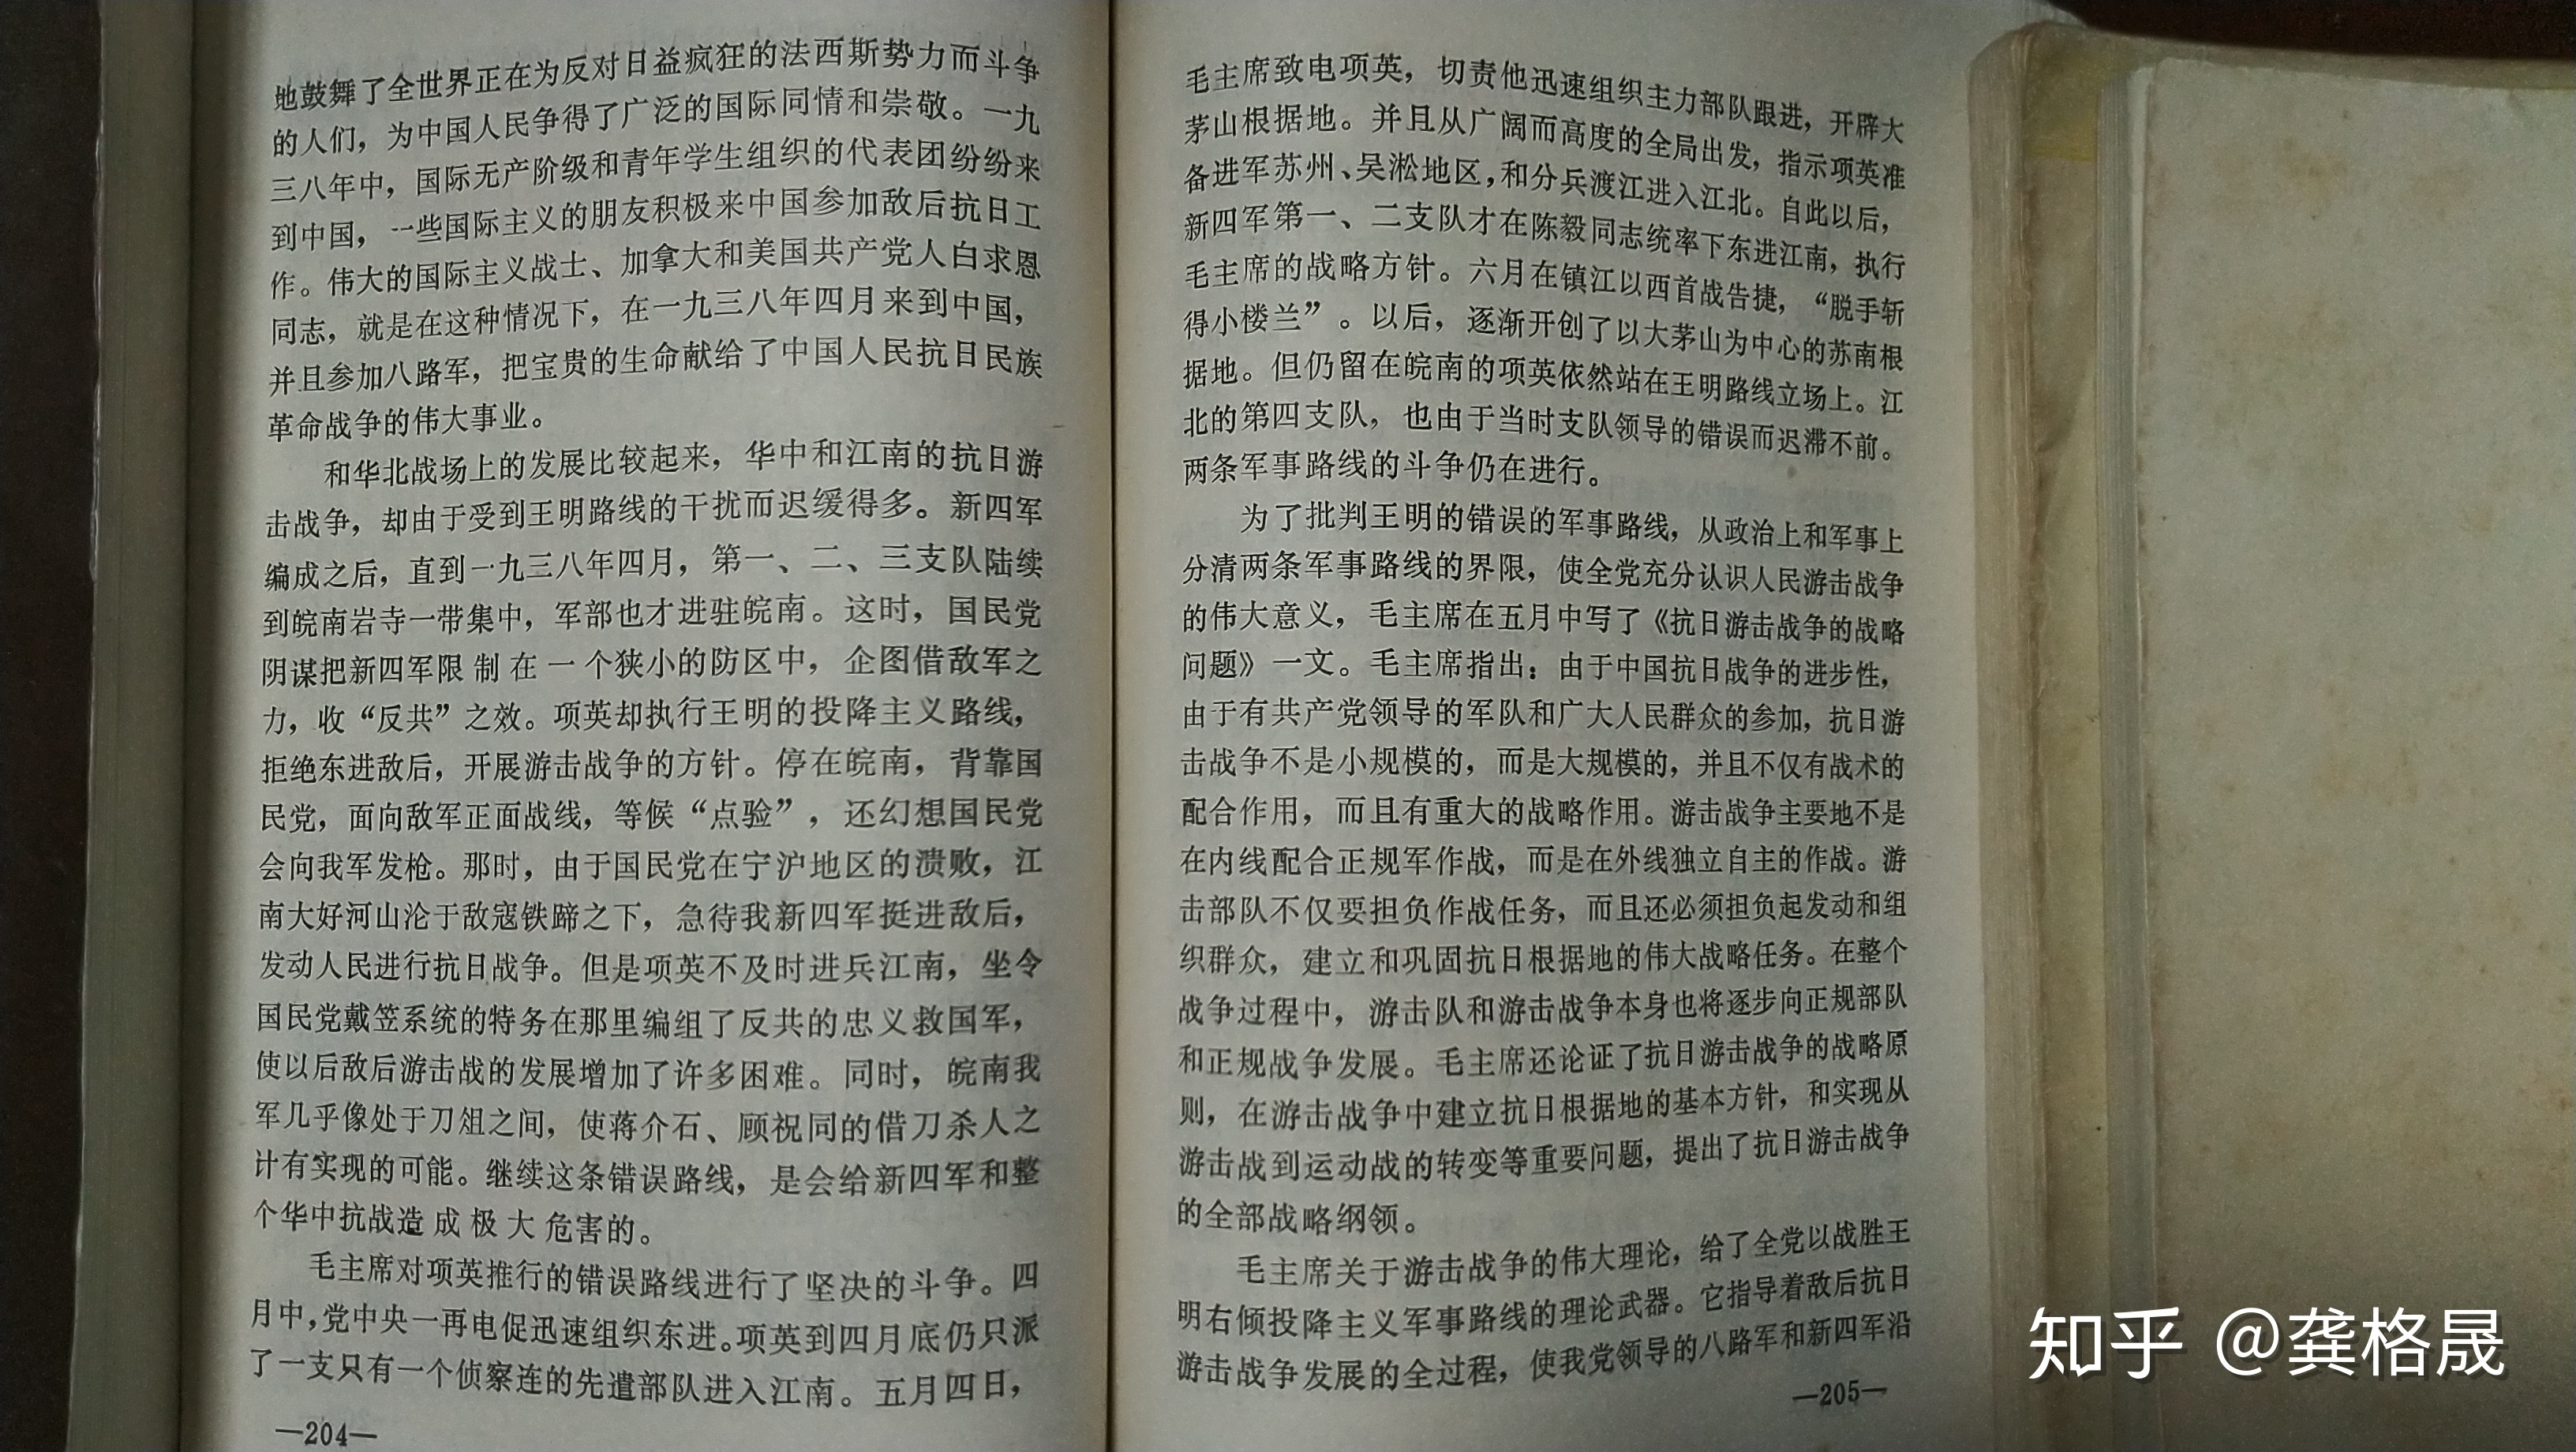 地鼓舞了全世界正在为反对日益疯狂的法西斯势力而斗争
的人们，为中国人民争得了广泛的国际同情和崇敬。一九
三八年中，国际无产阶级和青年学生组织的代表团纷纷来
到中国，一些国际主义的朋友积极来中国参加敌后抗日工
作。伟大的国际主义战士、加拿大和美国共产党人白求恩
同志，就是在这种情况下，在一九三八年四月来到中国，
并且参加八路军，把宝贵的生命献给了中国人民抗日民族
革命战争的伟大事业。
和华北战场上的发展比较起来，华中和江南的抗日游
击战争，却由于受到王明路线的干扰而迟缓得多。新四军
编成之后，直到一九三八年四月，第一、二、三支队陆续
到皖南岩寺一带集中，军部也才进驻皖南。这时，国民党
阴谋把新四军限制在一个狭小的防区中，企图借敌军之
力，收“反共”之效。项英却执行王明的投降主义路线，
拒绝东进敌后，开展游击战争的方针。停在皖南，背靠国
民党，面向敌军正面战线，等候“点验”，还幻想国民党
会向我军发枪。那时，由于国民党在宁沪地区的溃败，江
南大好河山沦于敌寇铁蹄之下，急待我新四军挺进敌后，
发动人民进行抗日战争。但是项英不及时进兵江南，坐令
国民党戴笠系统的特务在那里编组了反共的忠义救国军，
使以后敌后游击战的发展增加了许多困难。同时，皖南我
军几乎像处于刀俎之间，使蒋介石、顾祝同的借刀杀人之
计有实现的可能。继续这条错误路线，是会给新四军和整
个华中抗战造成极大危害的。
毛主席对项英推行的错误路线进行了坚决的斗争。四
月中，党中央一再电促迅速组织东进。项英到四月底仍只派
了一支只有一个侦察连的先遣部队进入江南。五月四日，
—204—
毛主席致电项英，切责他迅速组织主力部队跟进，开辟大
茅山根据地。并且从广阔而高度的全局出发，指示项英准
备进军苏州、吴淞地区，和分兵渡江进入江北。自此以后，
新四军第一、二支队才在陈毅同志统率下东进江南，执行
毛主席的战略方针。六月在镇江以西首战告捷，“脱手斩
得小楼兰”。以后，逐渐开创了以大茅山为中心的苏南根
据地。但仍留在皖南的项英依然站在王明路线立场上。江
北的第四支队，也由于当时支队领导的错误而迟滞不前。
两条军事路线的斗争仍在进行。
为了批判王明的错误的军事路线，从政治上和军事上
分清两条军事路线的界限，使全党充分认识人民游击战争
的伟大意义，毛主席在五月中写了《抗日游击战争的战略
问题》一文。毛主席指出：由于中国抗日战争的进步性，
由于有共产党领导的军队和广大人民群众的参加，抗日游
击战争不是小规模的，而是大规模的，并且不仅有战术的
配合作用，而且有重大的战略作用。游击战争主要地不是
在内线配合正规军作战，而是在外线独立自主的作战。游
击部队不仅要担负作战任务，而且还必须担负起发动和组
织群众，建立和巩固抗日根据地的伟大战略任务。在整个
战争过程中，游击队和游击战争本身也将逐步向正规部队
和正规战争发展。毛主席还论证了抗日游击战争的战略原
则，在游击战争中建立抗日根据地的基本方针，和实现从
游击战到运动战的转变等重要问题，提出了抗日游击战争
的全部战略纲领。
毛主席关于游击战争的伟大理论，给了全党以战胜王
明右倾投降主义军事路线的理论武器。它指导着敌后抗日
游击战争发展的全过程，使我党领导的八路军和新四军沿
—205—
知乎 @龚格晟